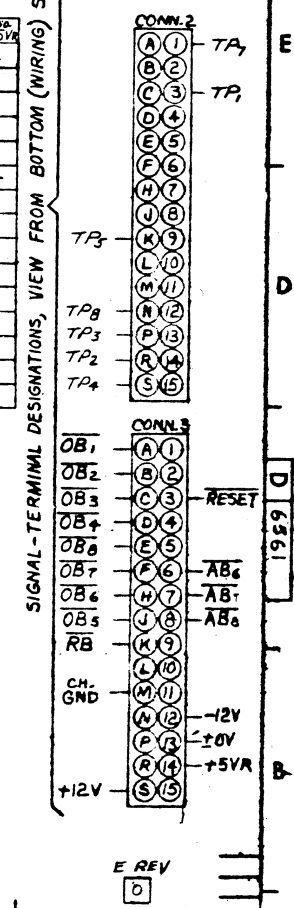 CONN.2
A 1 TP7
B 2
C 3 TP1
D 4
E 5
F 6
H 7
J 8
TP5 K 9
L 10
M 11
TP8 N 12
TP3 P 13
TP2 R 14
TP4 S 15
CONN.3
OB1 A 1
OB2 B 2
OB3 C 3 RESET
OB4 D 4
OB8 E 5
OB7 F 6 AB6
OB6 H 7 AB7
OB5 J 8 AB8
RB K 9
L 10
CH. GND M 11
N 12 -12V
P 13 ±0V
R 14 +5VR
+12V S 15
SIGNAL-TERMINAL DESIGNATIONS, VIEW FROM BOTTOM (WIRING) S
5VR
E
D
D 6591
B
E REV
0